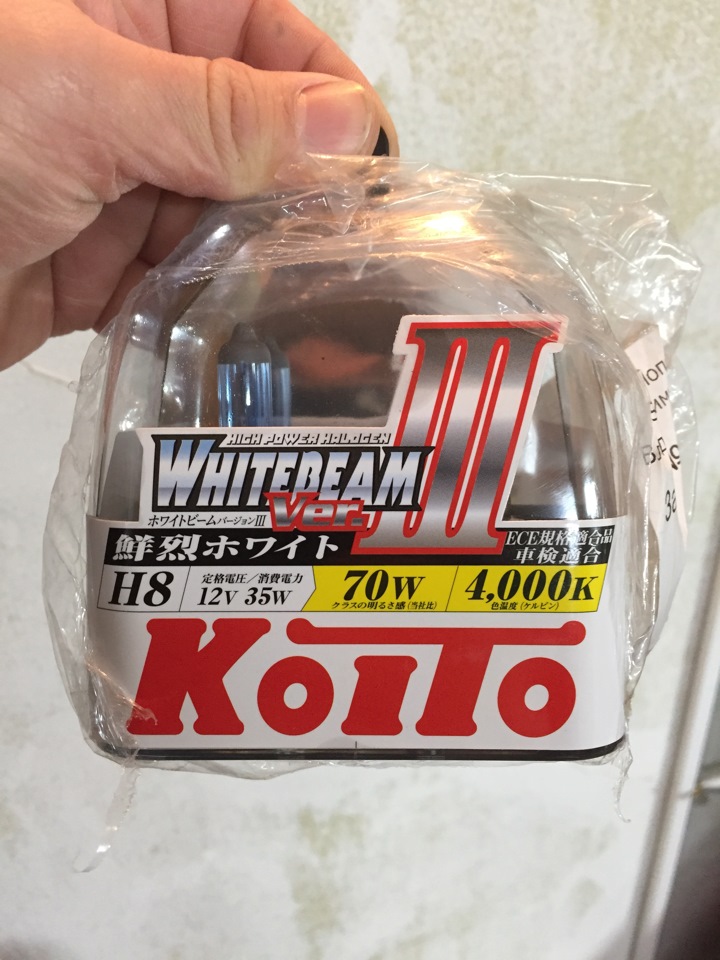 HIGH POWER HALOGEN
WHITEBEAM III
Ver.
ホワイトビームバージョンIII
鮮烈ホワイト
ECE規格適合品
車検適合
H8
定格電圧/消費電力
12V 35W
70W
クラスの明るさ感(当社比)
4,000K
色温度(ケルビン)
KoiTo